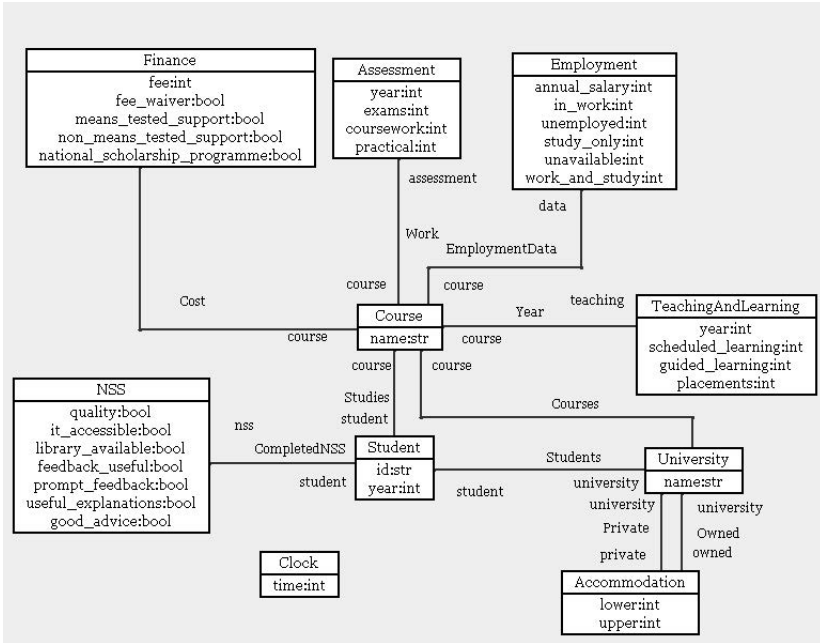 Finance
fee:int
fee_waiver:bool
means_tested_support:bool
non_means_tested_support:bool
national_scholarship_programme:bool
Assessment
year:int
exams:int
coursework:int
practical:int
Employment
annual_salary:int
in_work:int
unemployed:int
study_only:int
unavailable:int
work_and_study:int
assessment
data
Work
EmploymentData
course
course
Cost
course
Course
name:str
Year
teaching
course
TeachingAndLearning
year:int
scheduled_learning:int
guided_learning:int
placements:int
course
course
Studies
student
Courses
NSS
quality:bool
it_accessible:bool
library_available:bool
feedback_useful:bool
prompt_feedback:bool
useful_explanations:bool
good_advice:bool
nss
CompletedNSS
student
Student
id:str
year:int
Students
student
university
University
name:str
university
university
Private
Owned
private
owned
Clock
time:int
Accommodation
lower:int
upper:int